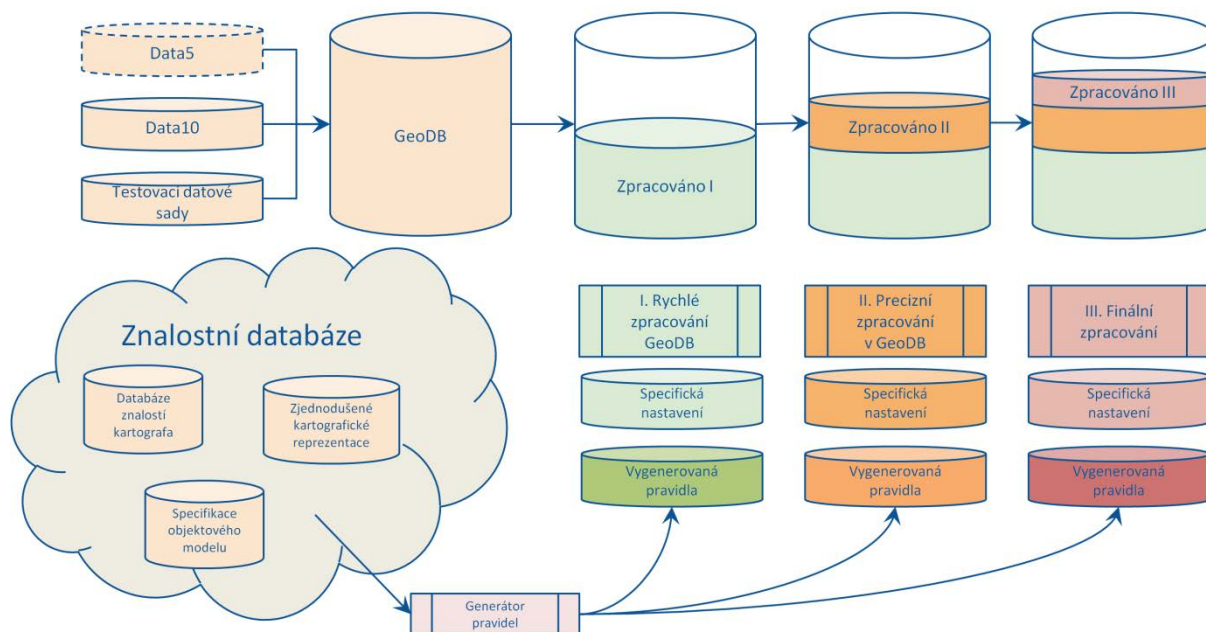 Data5
Data10
Testovaci datové
sady
GeoDB
Zpracováno I
Zpracováno II
Zpracováno III
Znalostní databáze
Databáze
znalostí
kartografa
Zjednodušené
kartografické
reprezentace
Specifikace
objektového
modelu
I. Rychlé
zpracování
GeoDB
II. Precizní
zpracování
v GeoDB
III. Finální
zpracování
Specifická
nastavení
Specifická
nastavení
Specifická
nastavení
Vygenerovaná
pravidla
Vygenerovaná
pravidla
Vygenerovaná
pravidla
Generátor
pravidel